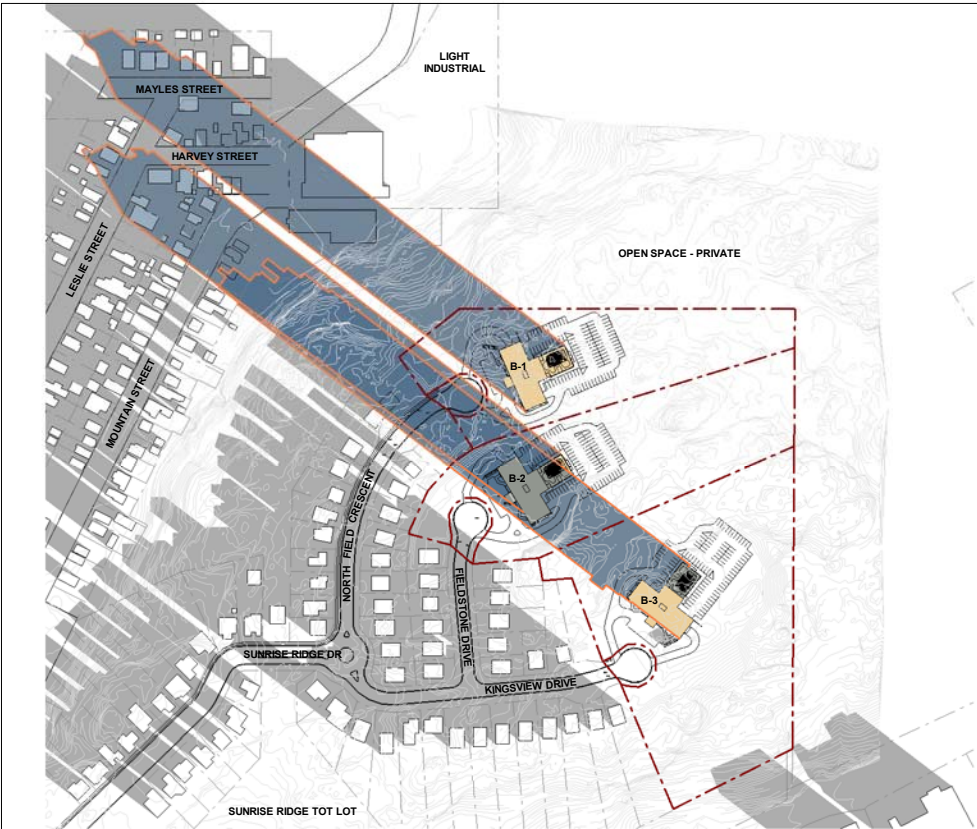 LIGHT
INDUSTRIAL
MAYLES STREET
HARVEY STREET
LESLIE STREET
OPEN SPACE - PRIVATE
MOUNTAIN STREET
B-1
B-2
NORTH FIELD CRESCENT
FIELDSTONE DRIVE
B-3
SUNRISE RIDGE DR
KINGSVIEW DRIVE
SUNRISE RIDGE TOT LOT